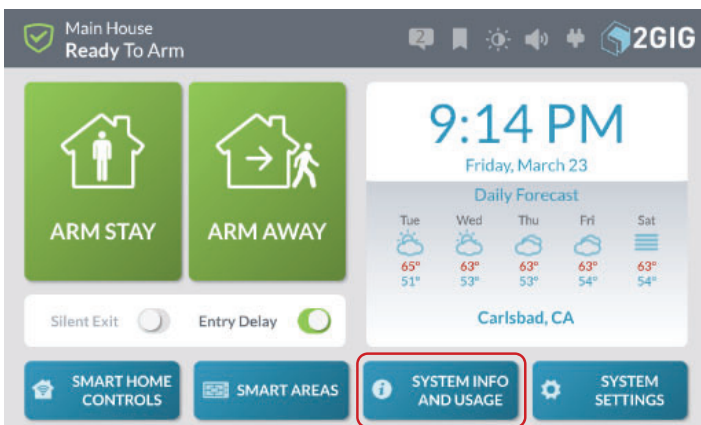 Main House
Ready To Arm
2
2GIG
ARM STAY
ARM AWAY
9:14 PM
Friday, March 23
Daily Forecast
Tue Wed Thu Fri Sat
65° 63° 63° 63° 63°
51° 53° 53° 54° 54°
Carlsbad, CA
Silent Exit
Entry Delay
SMART HOME
CONTROLS
SMART AREAS
SYSTEM INFO
AND USAGE
SYSTEM
SETTINGS